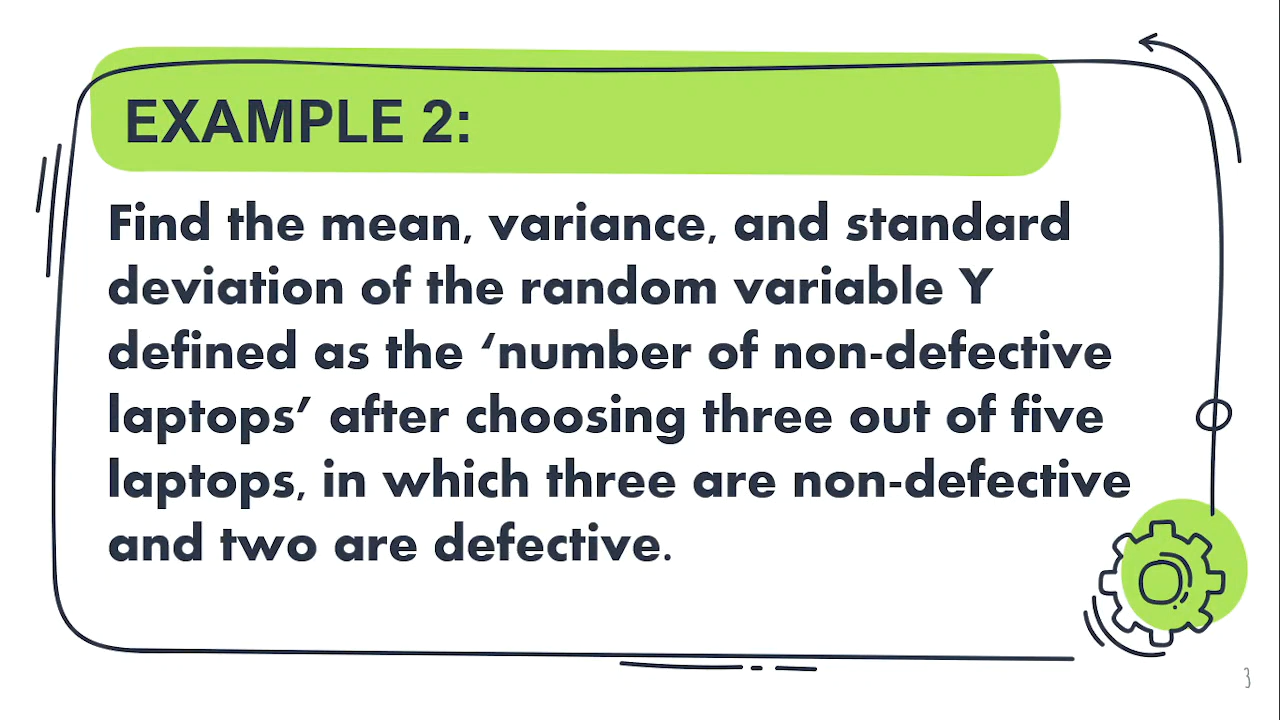 EXAMPLE 2:
Find the mean, variance, and standard
deviation of the random variable Y
defined as the ‘number of non-defective
laptops’ after choosing three out of five
laptops, in which three are non-defective
and two are defective.
3